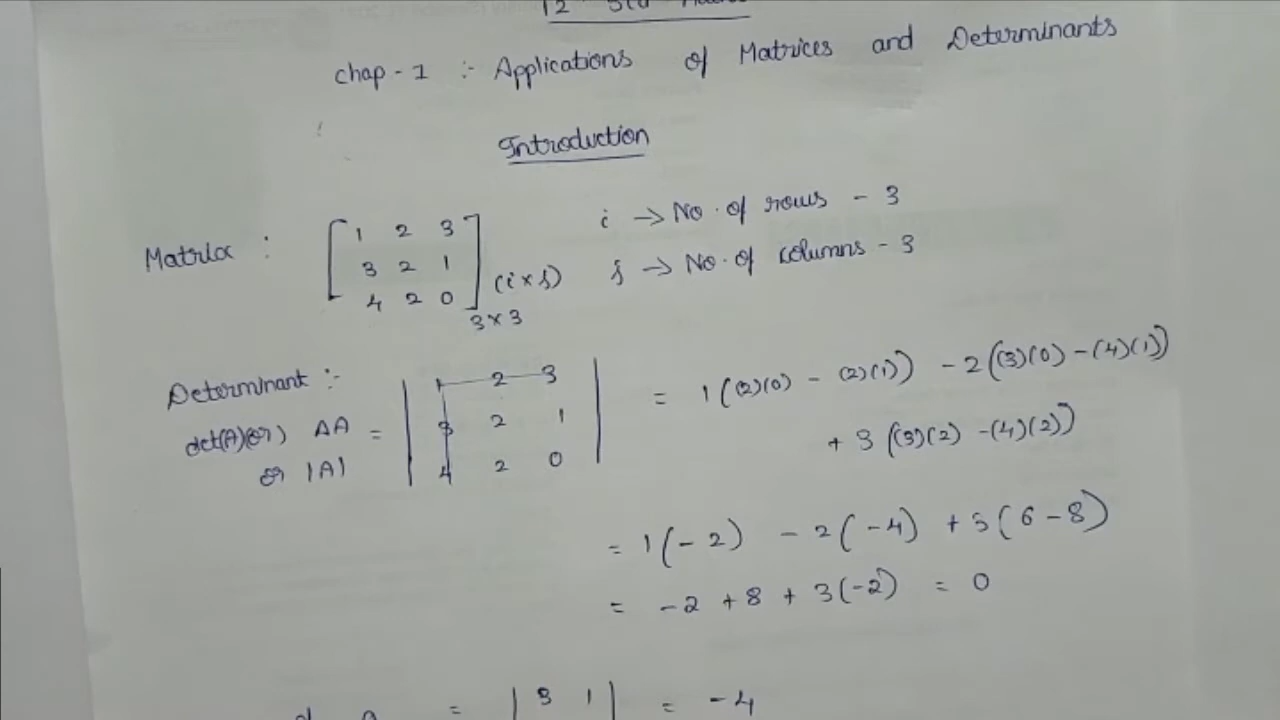 12 Std Maths
Chap - 1 :- Applications of Matrices and Determinants
Introduction
Matrix : [ 1 2 3 i → No. of rows - 3
3 2 1 (i x j) j → No. of columns - 3
4 2 0 ] 3 x 3
Determinant :- | 1 2 3 | = 1 ((2)(0) - (2)(1)) - 2 ((3)(0) - (4)(1))
det(A) (or) ΔA = | 3 2 1 | + 3 ((3)(2) - (4)(2))
or |A| | 4 2 0 |
= 1(-2) - 2(-4) + 3(6 - 8)
= -2 + 8 + 3(-2) = 0
= | 3 1 | = -4